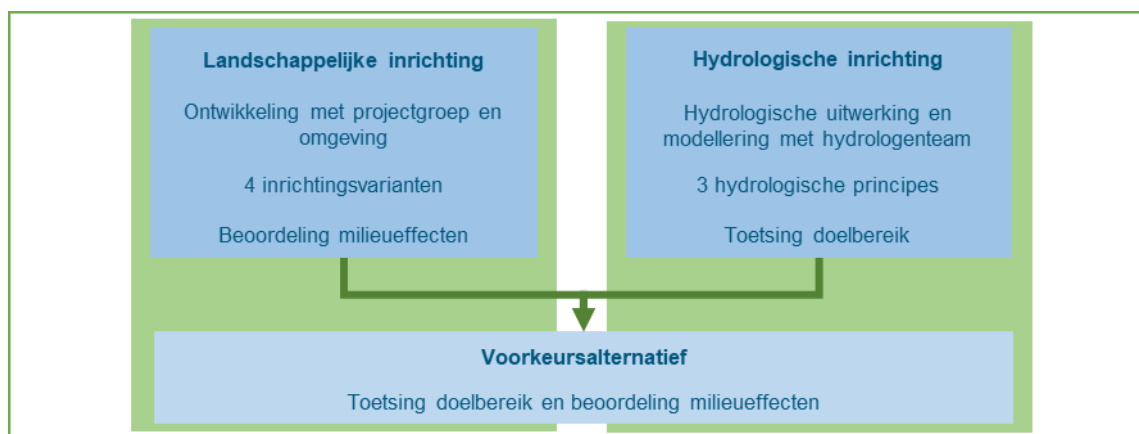 Landschappelijke inrichting
Ontwikkeling met projectgroep en
omgeving
4 inrichtingsvarianten
Beoordeling milieueffecten
Hydrologische inrichting
Hydrologische uitwerking en
modellering met hydrologenteam
3 hydrologische principes
Toetsing doelbereik
Voorkeursalternatief
Toetsing doelbereik en beoordeling milieueffecten